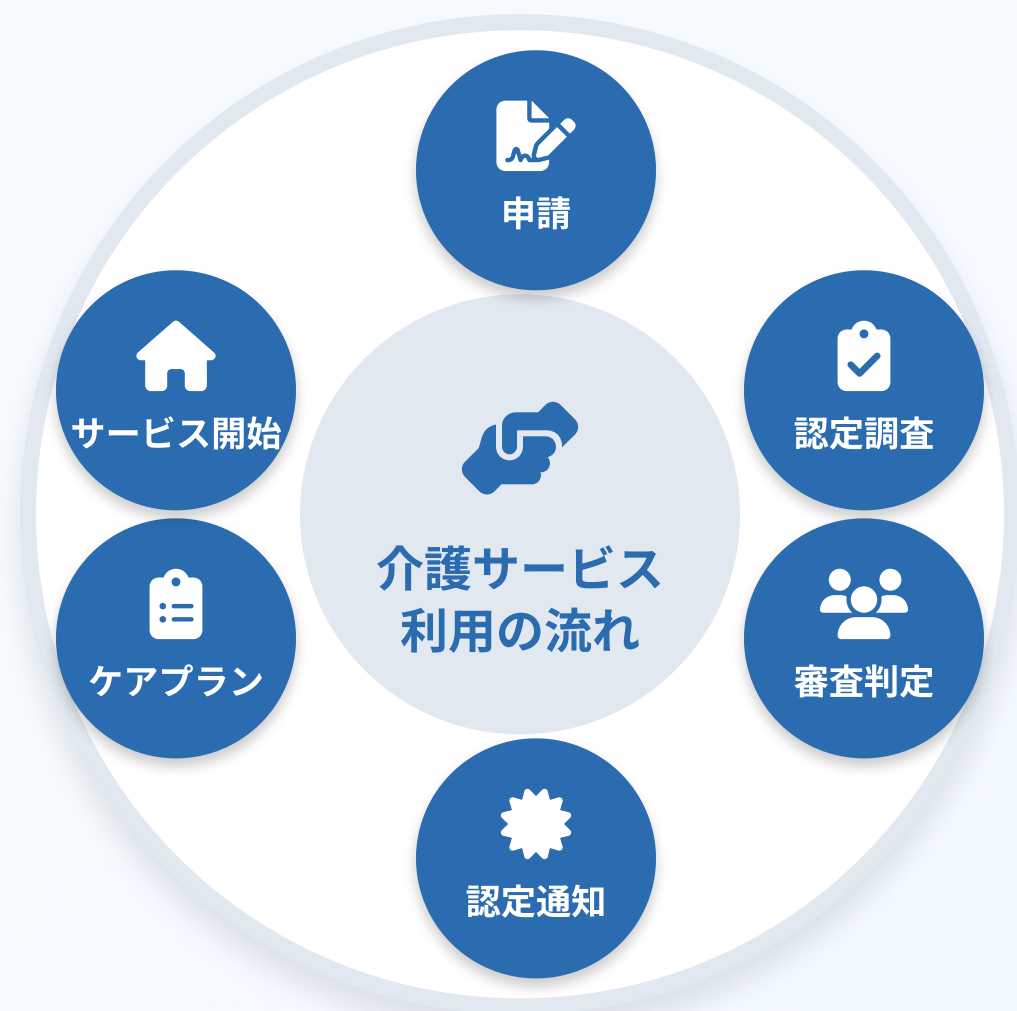 介護サービス
利用の流れ
申請
認定調査
審査判定
認定通知
ケアプラン
サービス開始